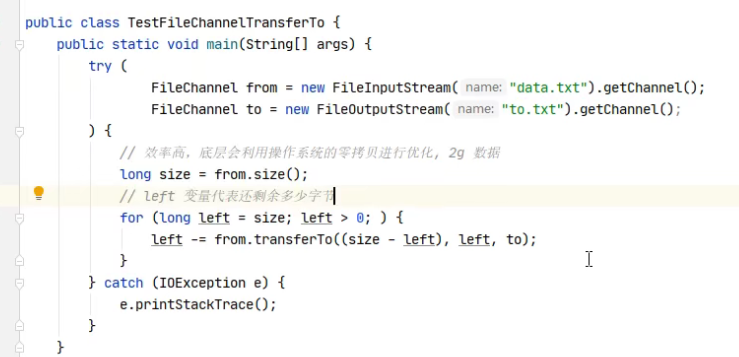 public class TestFileChannelTransferTo {
public static void main(String[] args) {
try (
FileChannel from = new FileInputStream( name: "data.txt").getChannel();
FileChannel to = new FileOutputStream( name: "to.txt").getChannel();
) {
// 效率高，底层会利用操作系统的零拷贝进行优化, 2g 数据
long size = from.size();
// left 变量代表还剩余多少字节
for (long left = size; left > 0; ) {
left -= from.transferTo((size - left), left, to);
}
} catch (IOException e) {
e.printStackTrace();
}
}